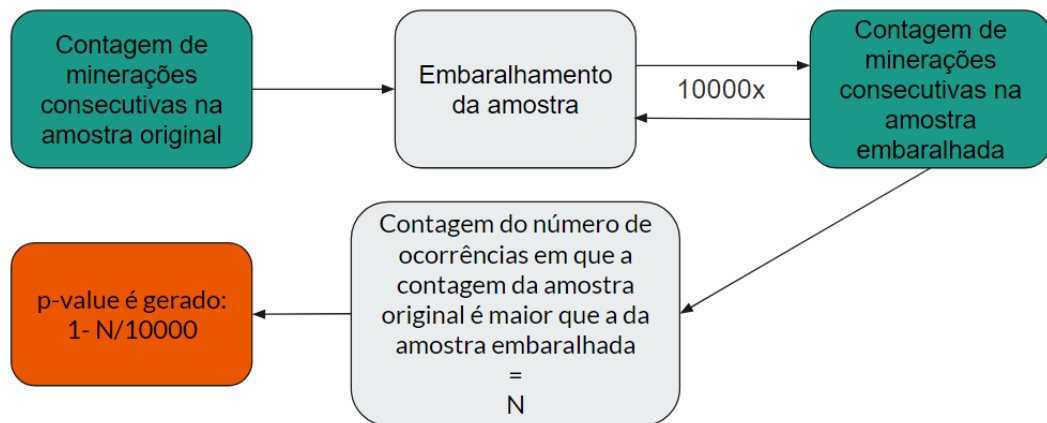 Contagem de
minerações
consecutivas na
amostra original
Embaralhamento
da amostra
10000x
Contagem de
minerações
consecutivas na
amostra
embaralhada
Contagem do número de
ocorrências em que a
contagem da amostra
original é maior que a da
amostra embaralhada
=
N
p-value é gerado:
1- N/10000